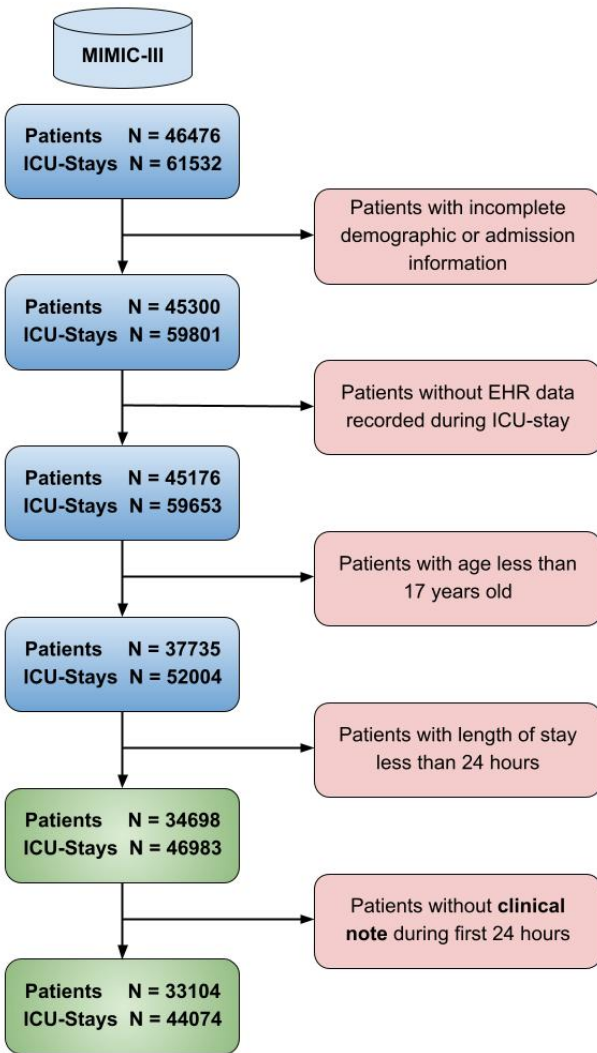 MIMIC-III
Patients N = 46476
ICU-Stays N = 61532
Patients with incomplete
demographic or admission
information
Patients N = 45300
ICU-Stays N = 59801
Patients without EHR data
recorded during ICU-stay
Patients N = 45176
ICU-Stays N = 59653
Patients with age less than
17 years old
Patients N = 37735
ICU-Stays N = 52004
Patients with length of stay
less than 24 hours
Patients N = 34698
ICU-Stays N = 46983
Patients without clinical
note during first 24 hours
Patients N = 33104
ICU-Stays N = 44074